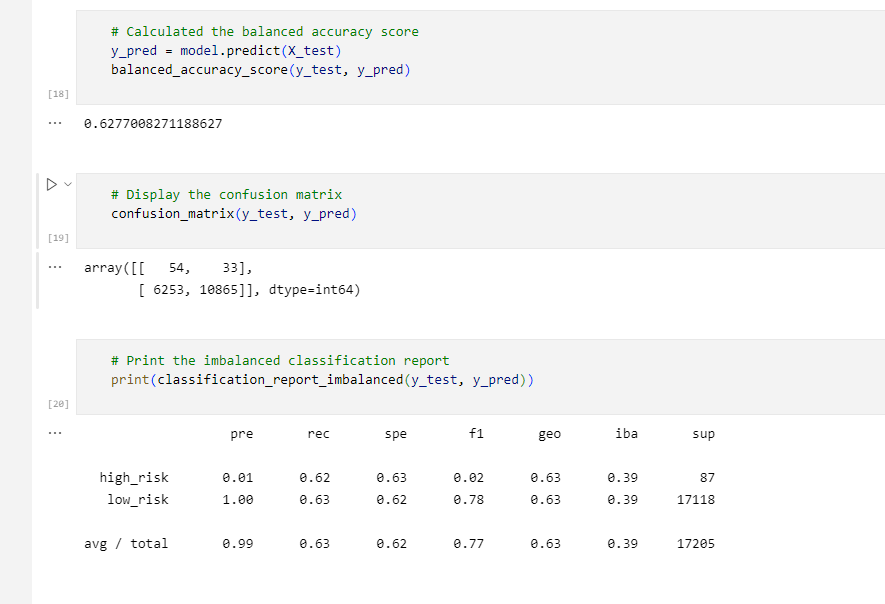 # Calculated the balanced accuracy score
y_pred = model.predict(X_test)
balanced_accuracy_score(y_test, y_pred)
[18]
... 0.6277008271188627
# Display the confusion matrix
confusion_matrix(y_test, y_pred)
[19]
... array([[   54,    33],
       [ 6253, 10865]], dtype=int64)
# Print the imbalanced classification report
print(classification_report_imbalanced(y_test, y_pred))
[20]
... pre rec spe f1 geo iba sup
high_risk 0.01 0.62 0.63 0.02 0.63 0.39 87
low_risk 1.00 0.63 0.62 0.78 0.63 0.39 17118
avg / total 0.99 0.63 0.62 0.77 0.63 0.39 17205